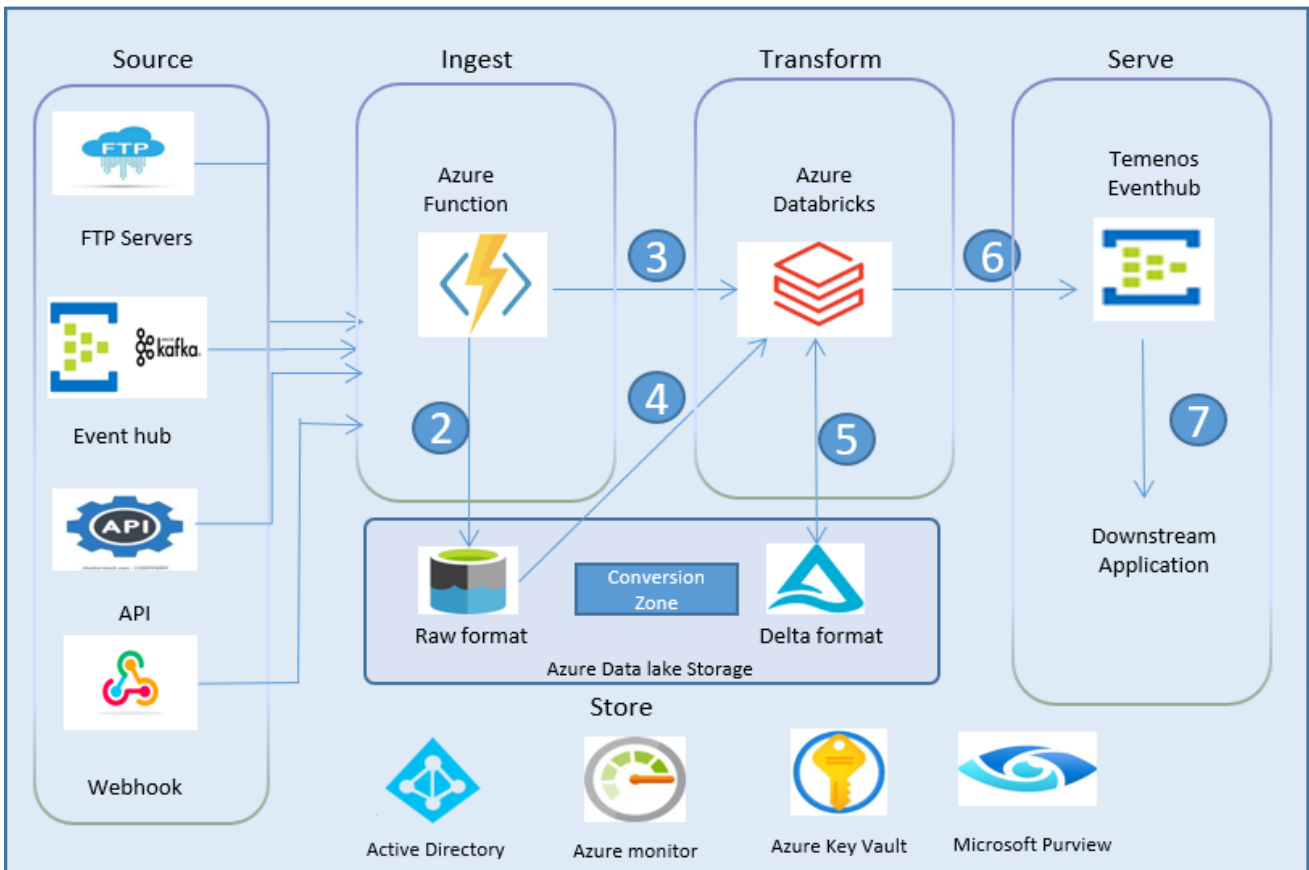 Source
Ingest
Transform
Serve
FTP
FTP Servers
kafka
Event hub
API
API
Webhook
Azure
Function
3
2
Azure
Databricks
4
5
6
Temenos
Eventhub
7
Downstream
Application
Conversion
Zone
Raw format
Delta format
Azure Data lake Storage
Store
Active Directory
Azure monitor
Azure Key Vault
Microsoft Purview